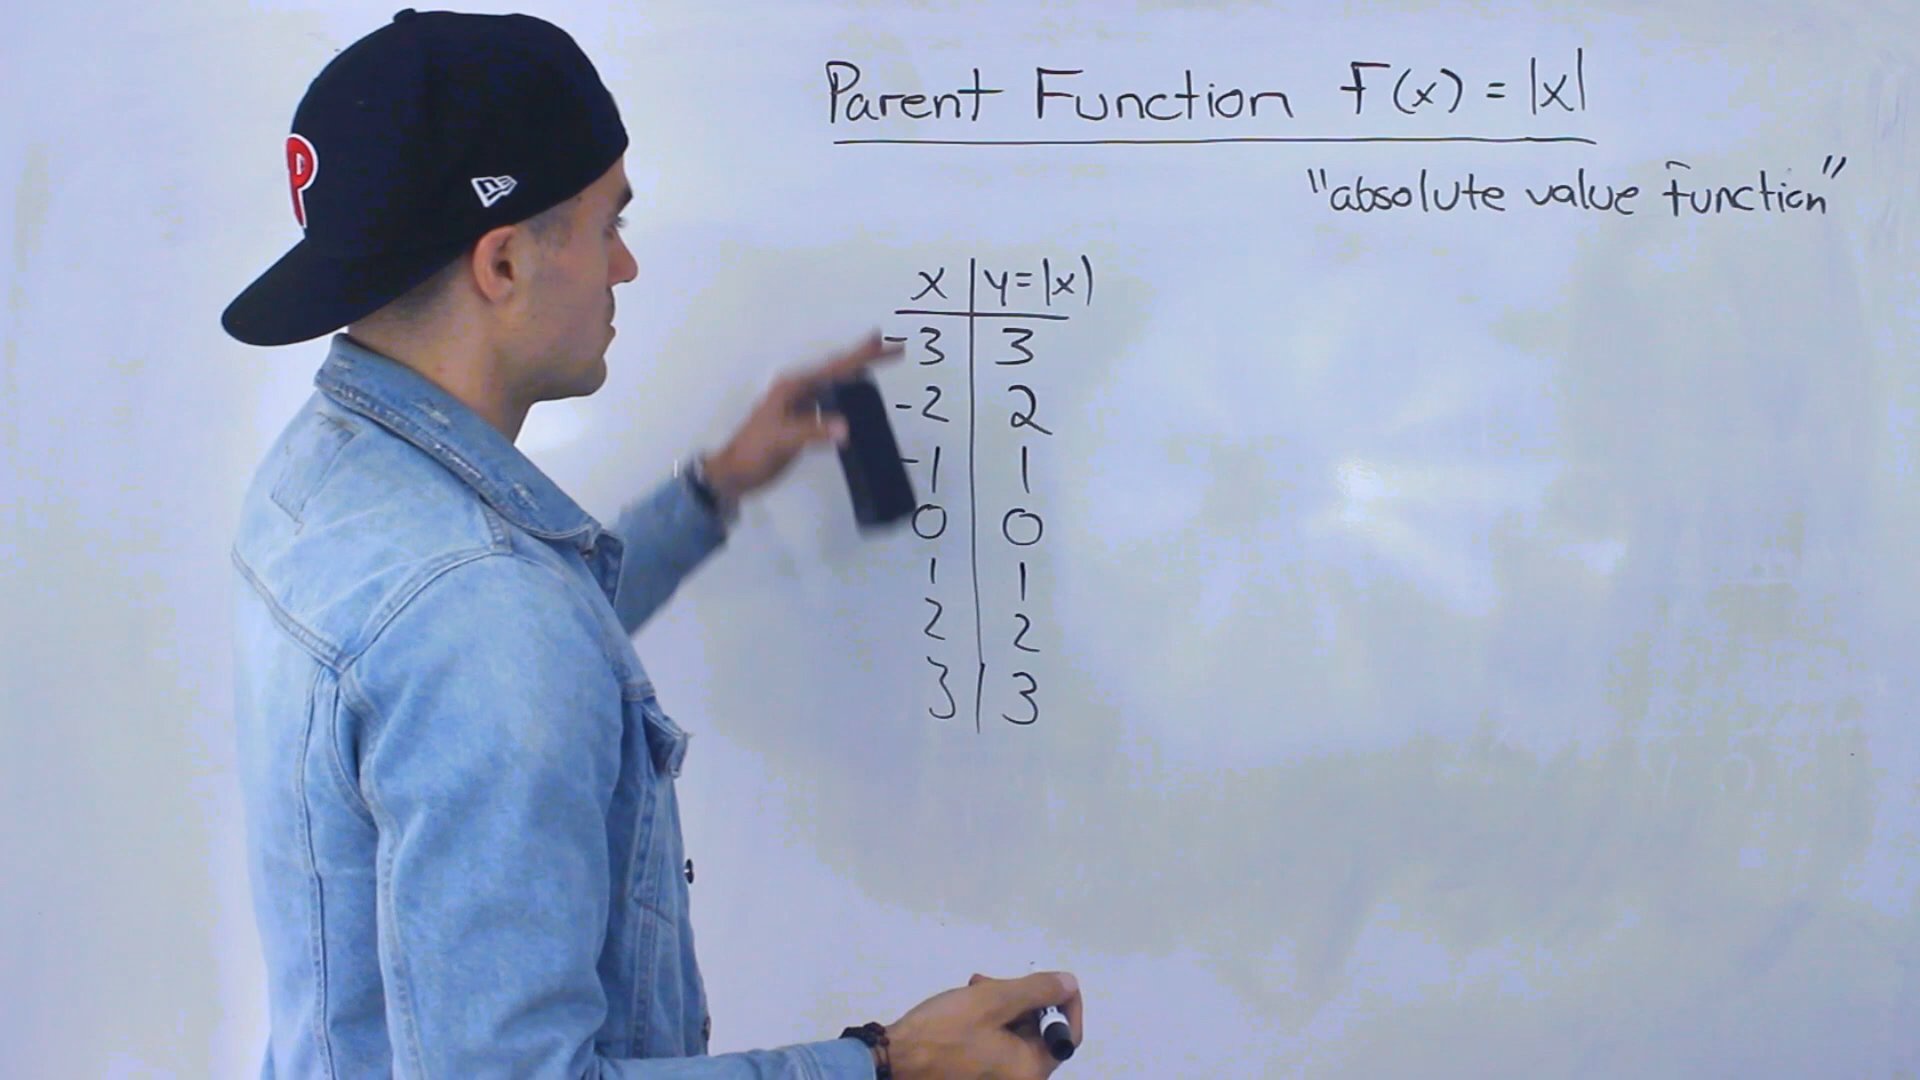 P
Parent Function F(x) = |x|
"absolute value function"
x | y=|x|
-3 | 3
-2 | 2
-1 | 1
0 | 0
1 | 1
2 | 2
3 | 3